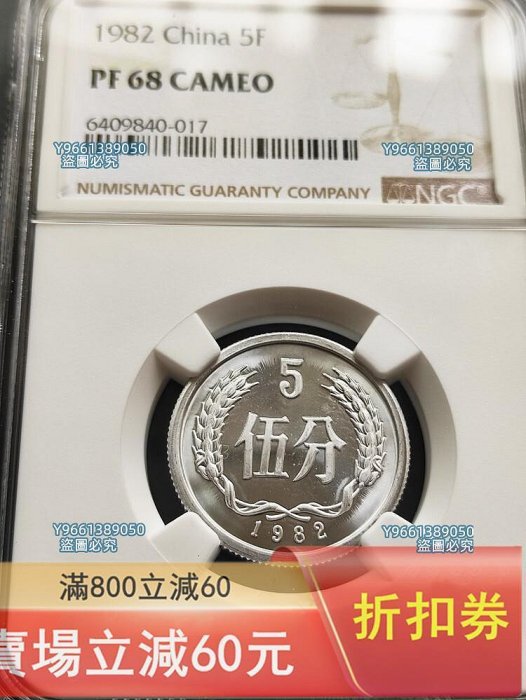 1982 China 5F
PF 68 CAMEO
6409840-017
Y9661389050
盜圖必究
Y9661389050
盜圖必究
NUMISMATIC GUARANTY COMPANY
NGC
5
伍分
1982
Y9661389050
盜圖必究
Y9661389050
盜圖必究
滿800立減60
賣場立減60元
折扣券